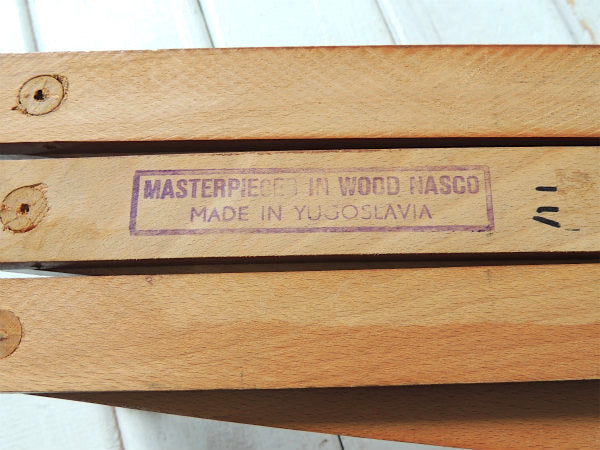 MASTERPIECES IN WOOD NASCO
MADE IN YUGOSLAVIA